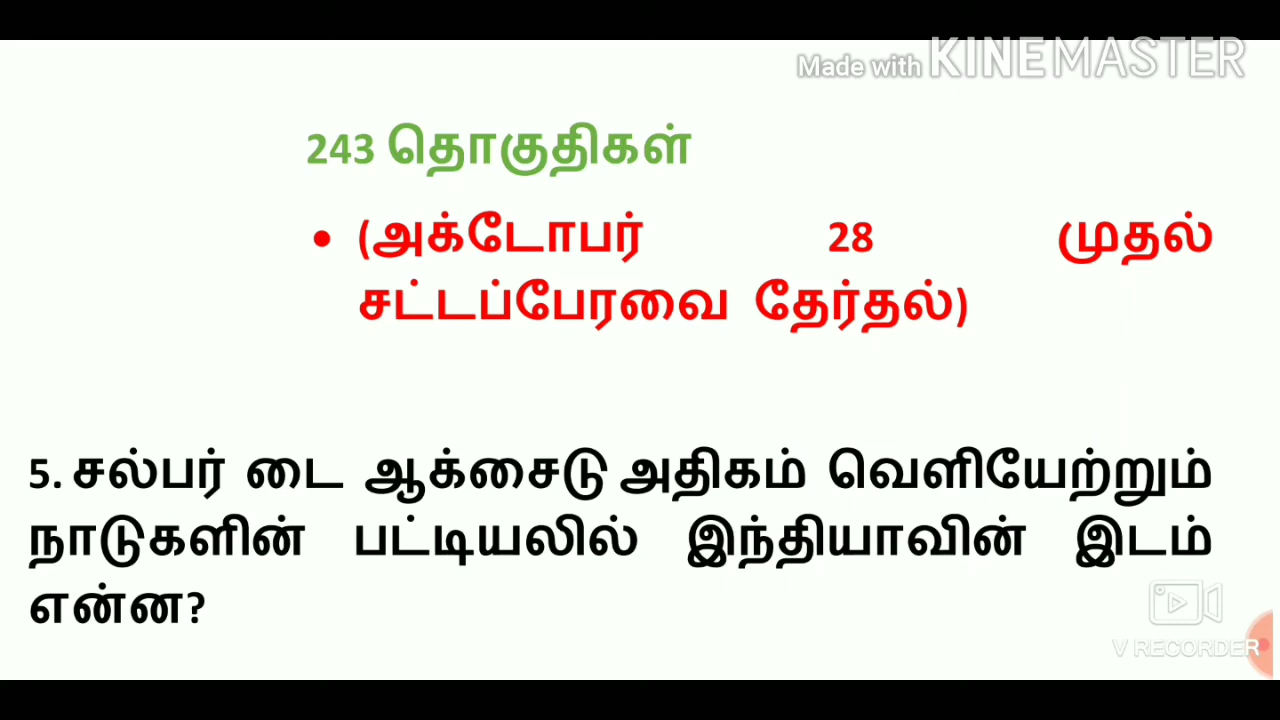 Made with KINEMASTER
243 தொகுதிகள்
• (அக்டோபர் 28 முதல்
சட்டப்பேரவை தேர்தல்)
5. சல்பர் டை ஆக்சைடு அதிகம் வெளியேற்றும்
நாடுகளின் பட்டியலில் இந்தியாவின் இடம்
என்ன?
V RECORDER